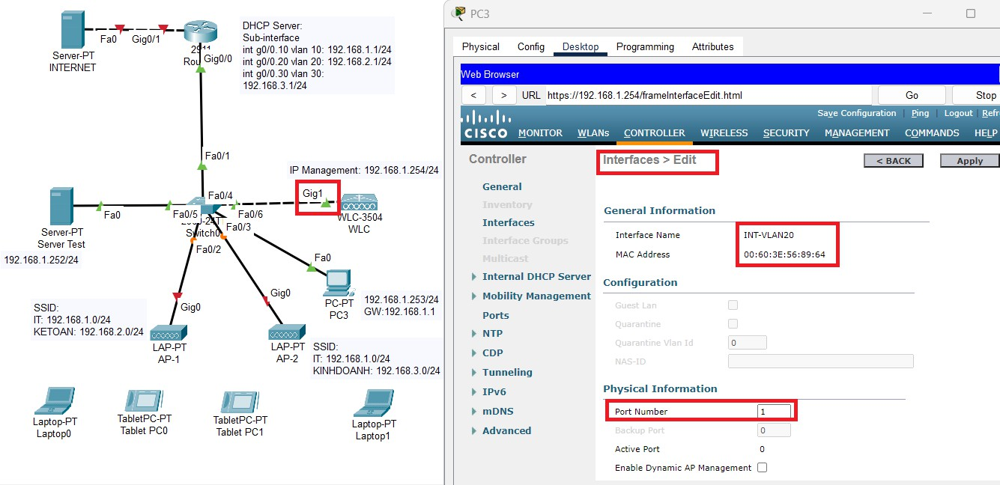 Server-PT
INTERNET
Fa0
Gig0/1
Gig0/0
DHCP Server:
Sub-interface
int g0/0.10 vlan 10: 192.168.1.1/24
int g0/0.20 vlan 20: 192.168.2.1/24
int g0/0.30 vlan 30:
192.168.3.1/24
Fa0/1
IP Management: 192.168.1.254/24
Fa0/4
Gig1
Fa0
Fa0/5
Fa0/6
WLC-3504
WLC
Fa0/3
Server-PT
Server Test
192.168.1.252/24
Fa0/2
Fa0
PC-PT
PC3
192.168.1.253/24
GW:192.168.1.1
SSID:
IT: 192.168.1.0/24
KETOAN: 192.168.2.0/24
Gig0
Gig0
LAP-PT
AP-1
LAP-PT
AP-2
SSID:
IT: 192.168.1.0/24
KINHDOANH: 192.168.3.0/24
Laptop-PT
Laptop0
TabletPC-PT
Tablet PC0
TabletPC-PT
Tablet PC1
Laptop-PT
Laptop1
PC3
Physical Config Desktop Programming Attributes
Web Browser
< > URL https://192.168.1.254/frameInterfaceEdit.html Go Stop
Save Configuration | Ping | Logout | Refr
CISCO MONITOR WLANs CONTROLLER WIRELESS SECURITY MANAGEMENT COMMANDS HELP
Controller
General
Inventory
Interfaces
Interface Groups
Multicast
Internal DHCP Server
Mobility Management
Ports
NTP
CDP
Tunneling
IPv6
mDNS
Advanced
Interfaces > Edit
< BACK Apply
General Information
Interface Name INT-VLAN20
MAC Address 00:60:3E:56:89:64
Configuration
Guest Lan
Quarantine
Quarantine Vlan Id 0
NAS-ID
Physical Information
Port Number 1
Backup Port 0
Active Port 0
Enable Dynamic AP Management